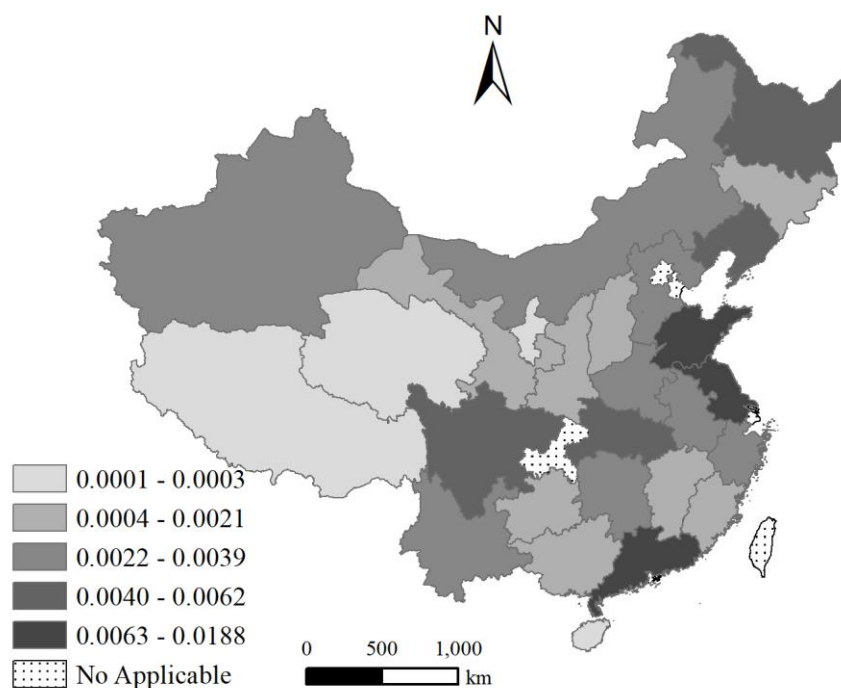 N
0.0001 - 0.0003
0.0004 - 0.0021
0.0022 - 0.0039
0.0040 - 0.0062
0.0063 - 0.0188
No Applicable
0 500 1,000
km